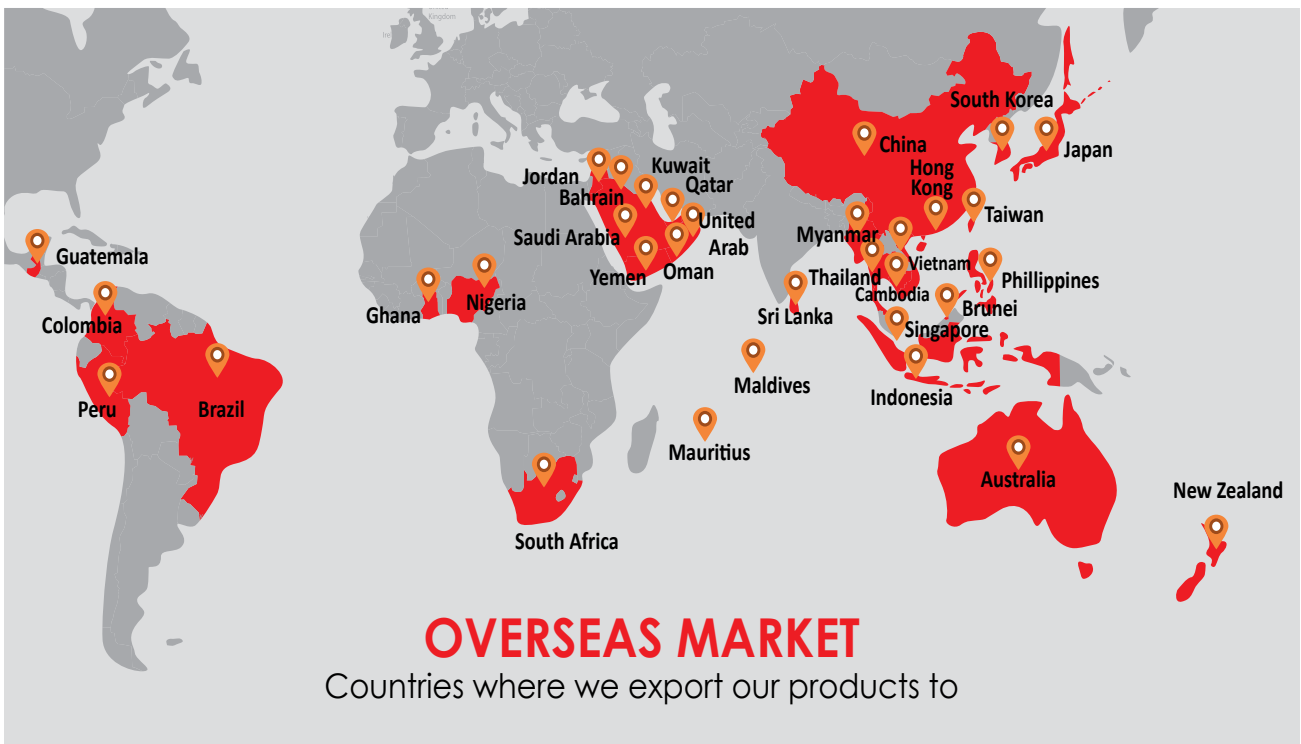 Kingdom
South Korea
China
Japan
Hong
Kong
Jordan
Kuwait
Bahrain
Qatar
Taiwan
United
Arab
Saudi Arabia
Myanmar
Guatemala
Yemen
Oman
Vietnam
Thailand
Phillippines
Cambodia
Nigeria
Ghana
Sri Lanka
Brunei
Colombia
Singapore
Maldives
Indonesia
Peru
Brazil
Mauritius
Australia
New Zealand
South Africa
OVERSEAS MARKET
Countries where we export our products to